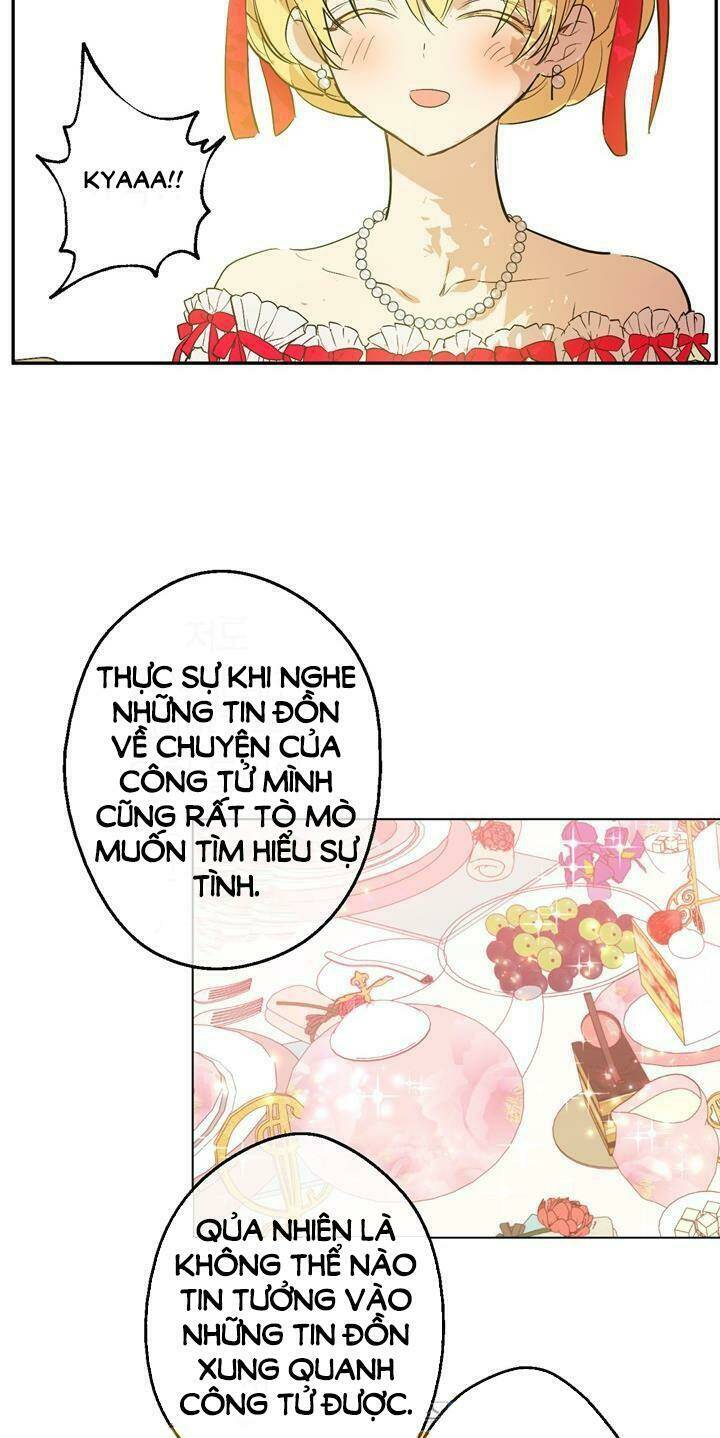 KYAAA!!
저도
THỰC SỰ KHI NGHE
NHỮNG TIN ĐỒN
VỀ CHUYỆN CỦA
CÔNG TỬ MÌNH
CŨNG RẤT TÒ MÒ
MUỐN TÌM HIỂU SỰ
TÌNH.
QỦA NHIÊN LÀ
KHÔNG THỂ NÀO
TIN TƯỞNG VÀO
NHỮNG TIN ĐỒN
XUNG QUANH
CÔNG TỬ ĐƯỢC.